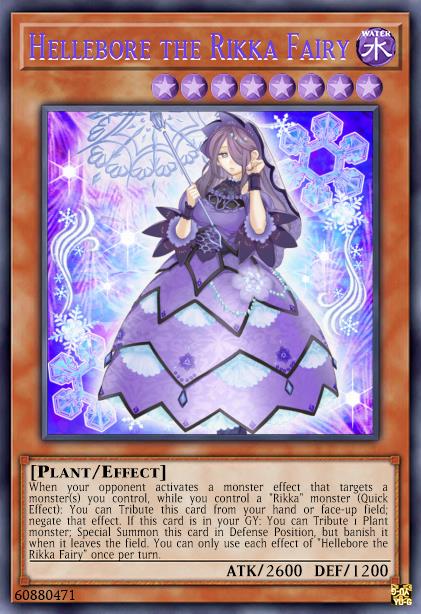 Hellebore the Rikka Fairy
WATER
水
[Plant/Effect]
When your opponent activates a monster effect that targets a
monster(s) you control, while you control a "Rikka" monster (Quick
Effect): You can Tribute this card from your hand or face-up field;
negate that effect. If this card is in your GY: You can Tribute 1 Plant
monster; Special Summon this card in Defense Position, but banish it
when it leaves the field. You can only use each effect of "Hellebore the
Rikka Fairy" once per turn.
ATK/2600 DEF/1200
60880471